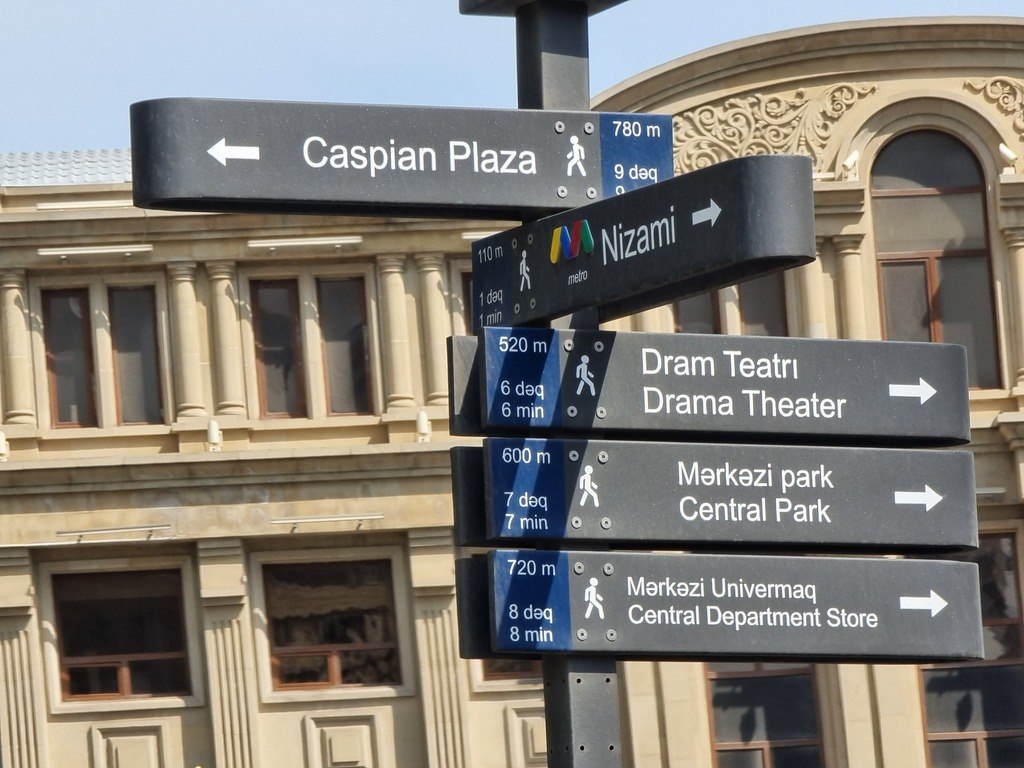 Caspian Plaza
780 m
9 dəq
110 m
1 dəq
1 min
metro
Nizami
520 m
6 dəq
6 min
Dram Teatrı
Drama Theater
600 m
7 dəq
7 min
Mərkəzi park
Central Park
720 m
8 dəq
8 min
Mərkəzi Univermaq
Central Department Store